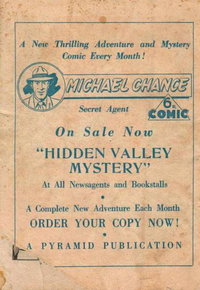 A New Thrilling Adventure and Mystery
Comic Every Month!
MICHAEL CHANCE
Secret Agent
6D.
COMIC
On Sale Now
"HIDDEN VALLEY
MYSTERY"
At All Newsagents and Bookstalls
A Complete New Adventure Each Month
ORDER YOUR COPY NOW!
A PYRAMID PUBLICATION